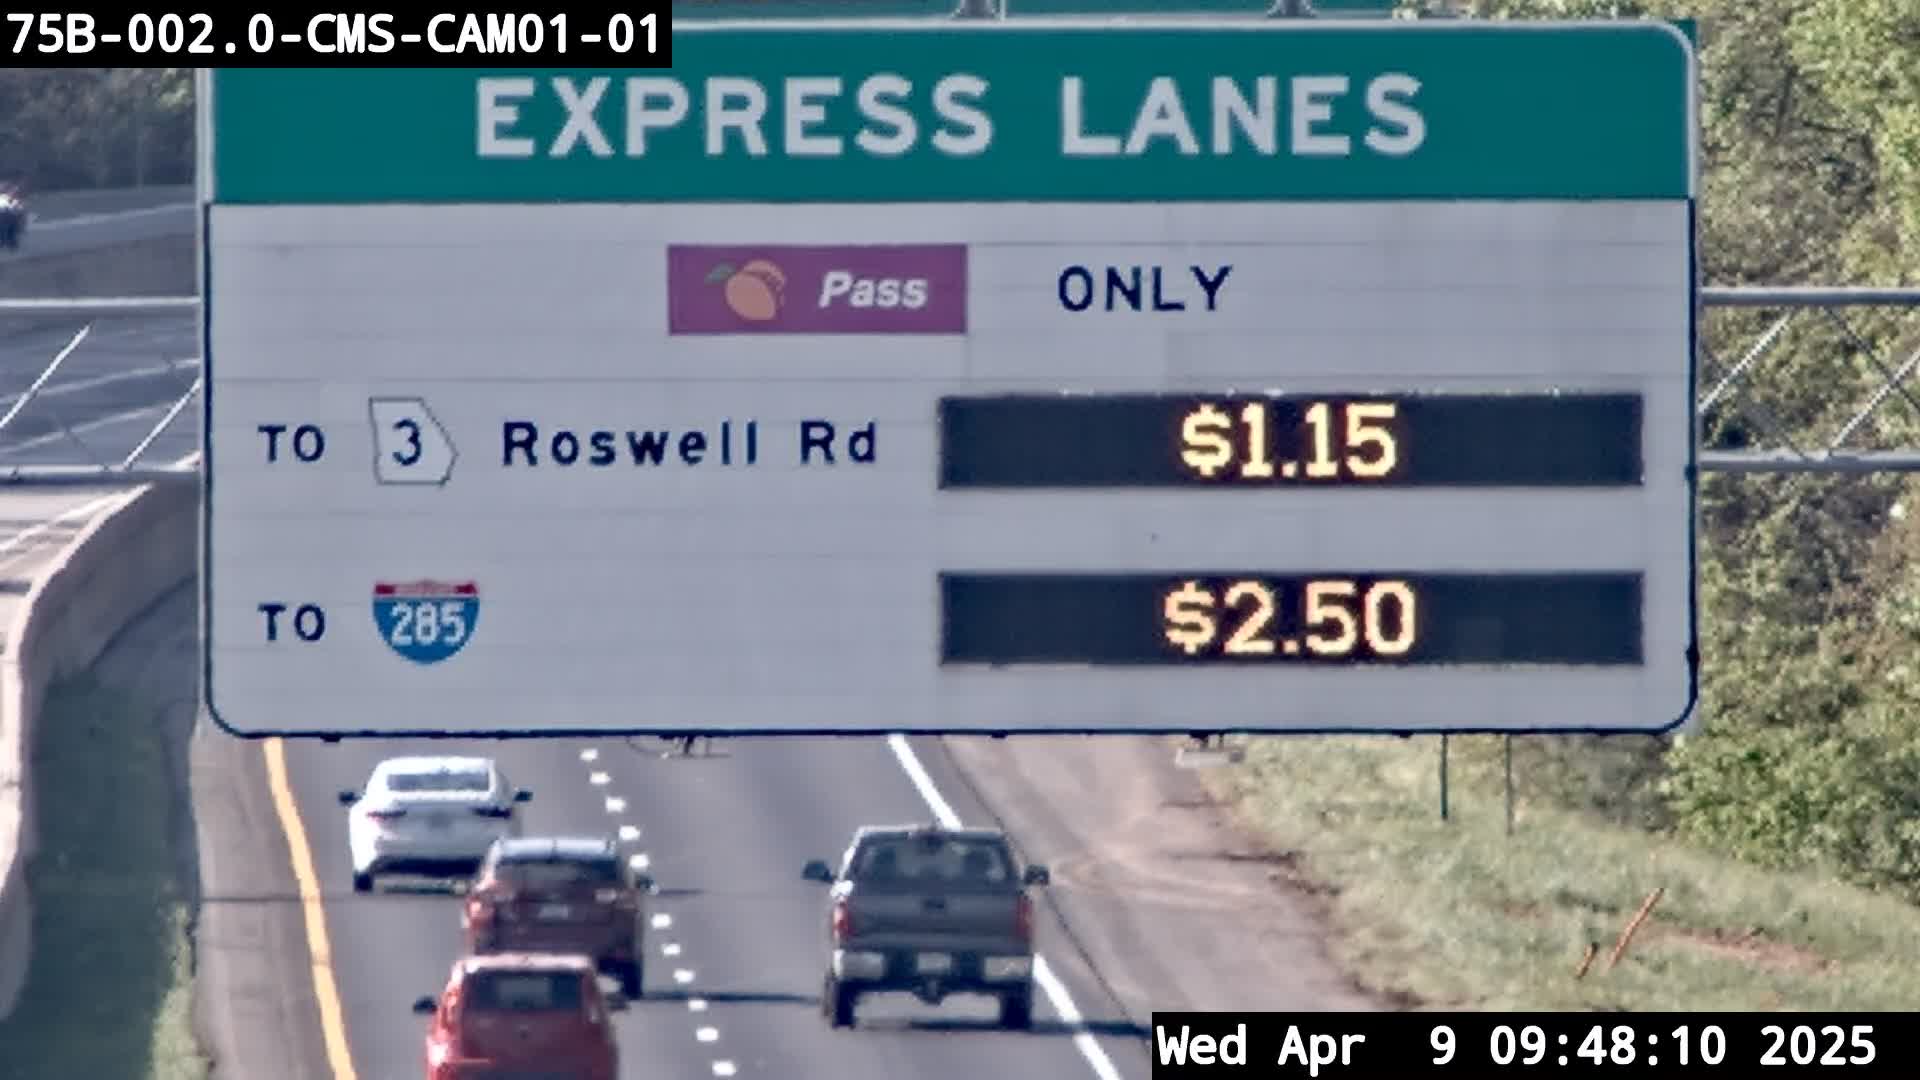 75B-002.0-CMS-CAM01-01
EXPRESS LANES
Pass ONLY
TO 3 Roswell Rd $1.15
TO 285 $2.50
Wed Apr 9 09:48:10 2025